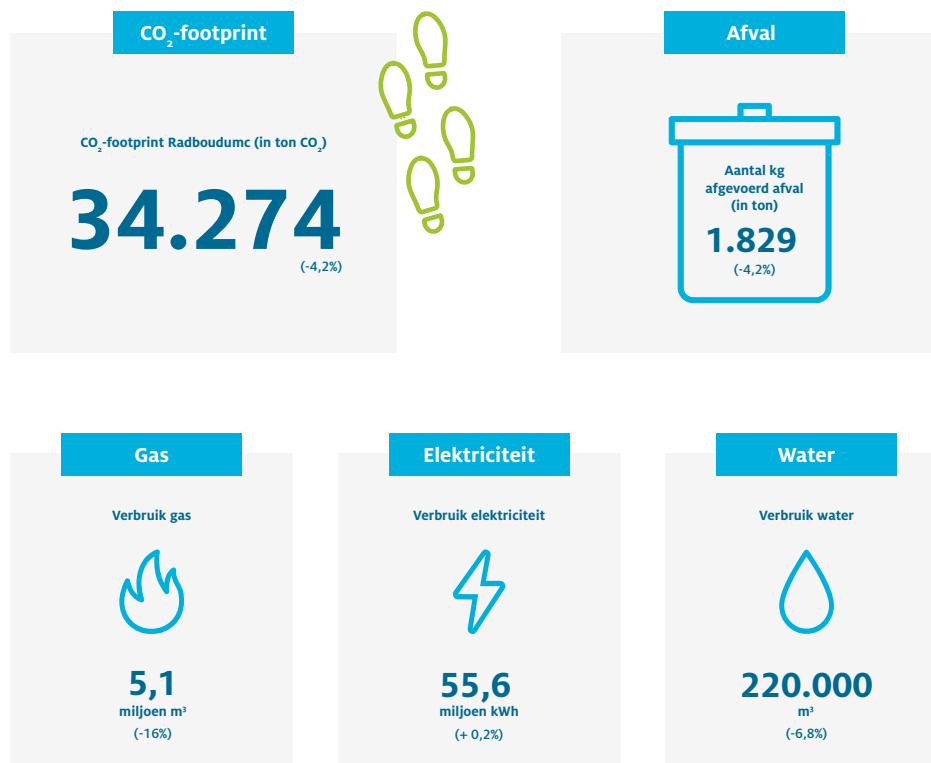 CO₂-footprint
CO₂-footprint Radboudumc (in ton CO₂)
34.274
(-4,2%)
Afval
Aantal kg
afgevoerd afval
(in ton)
1.829
(-4,2%)
Gas
Verbruik gas
5,1
miljoen m³
(-16%)
Elektriciteit
Verbruik elektriciteit
55,6
miljoen kWh
(+ 0,2%)
Water
Verbruik water
220.000
m³
(-6,8%)